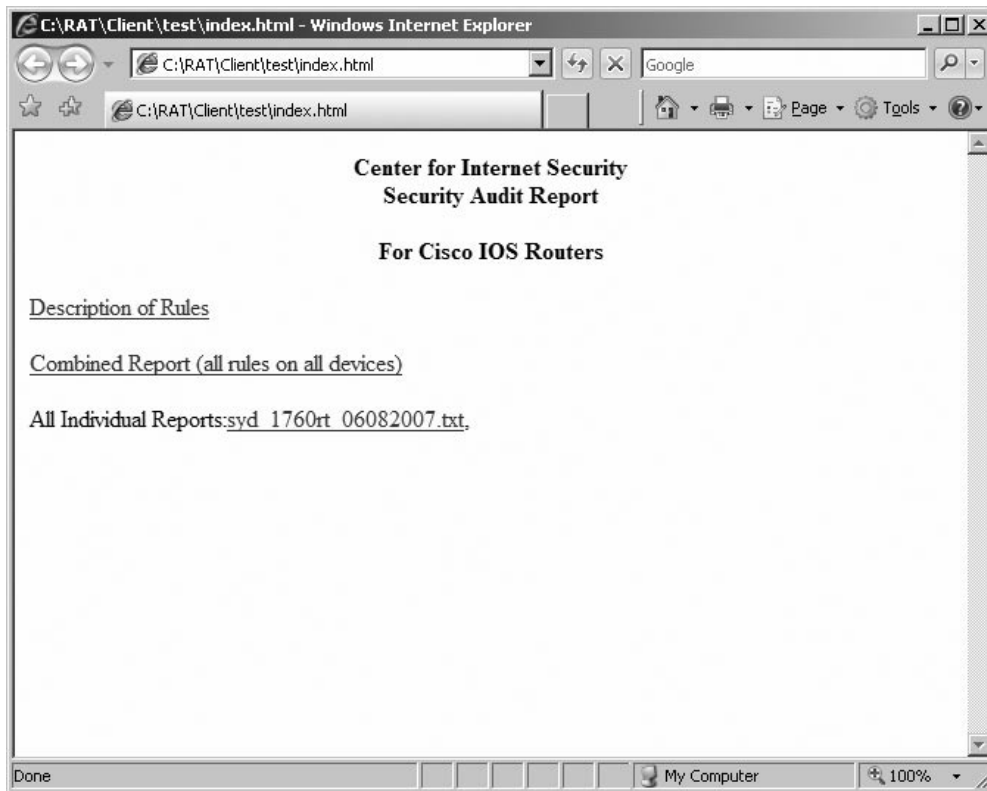 C:\RAT\Client\test\index.html - Windows Internet Explorer
C:\RAT\Client\test\index.html
Google
C:\RAT\Client\test\index.html
Page
Tools
Center for Internet Security
Security Audit Report
For Cisco IOS Routers
Description of Rules
Combined Report (all rules on all devices)
All Individual Reports:syd_1760rt_06082007.txt,
Done
My Computer
100%